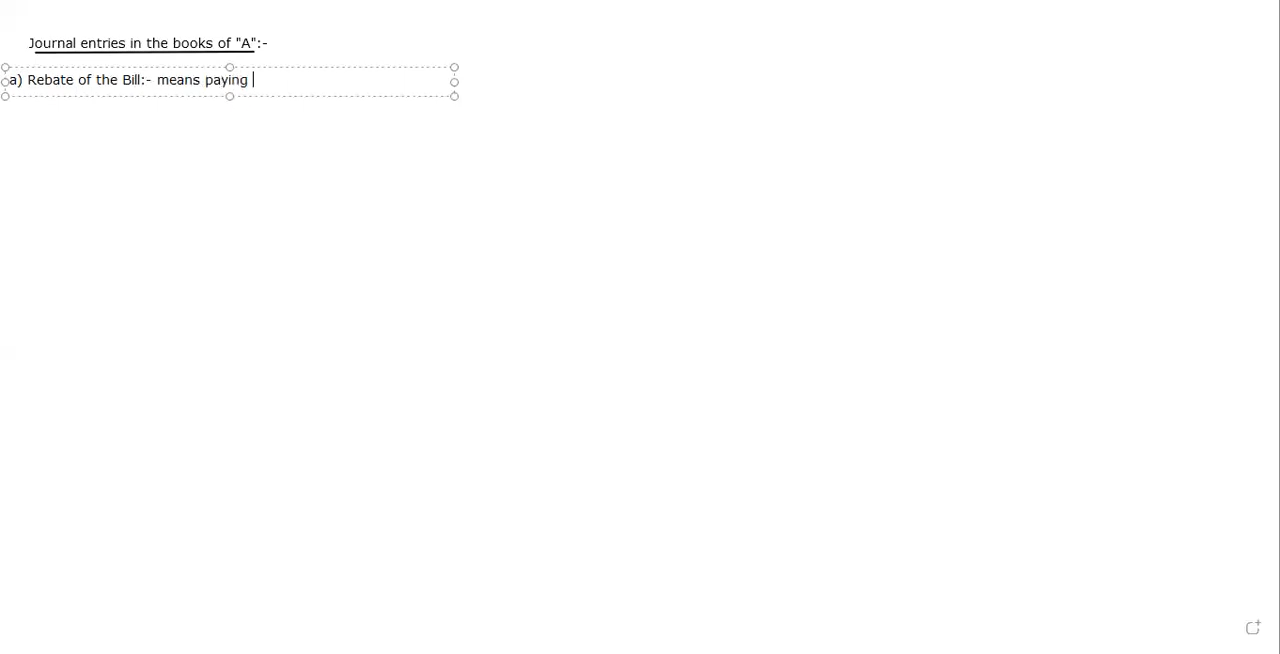 Journal entries in the books of "A":-
a) Rebate of the Bill:- means paying